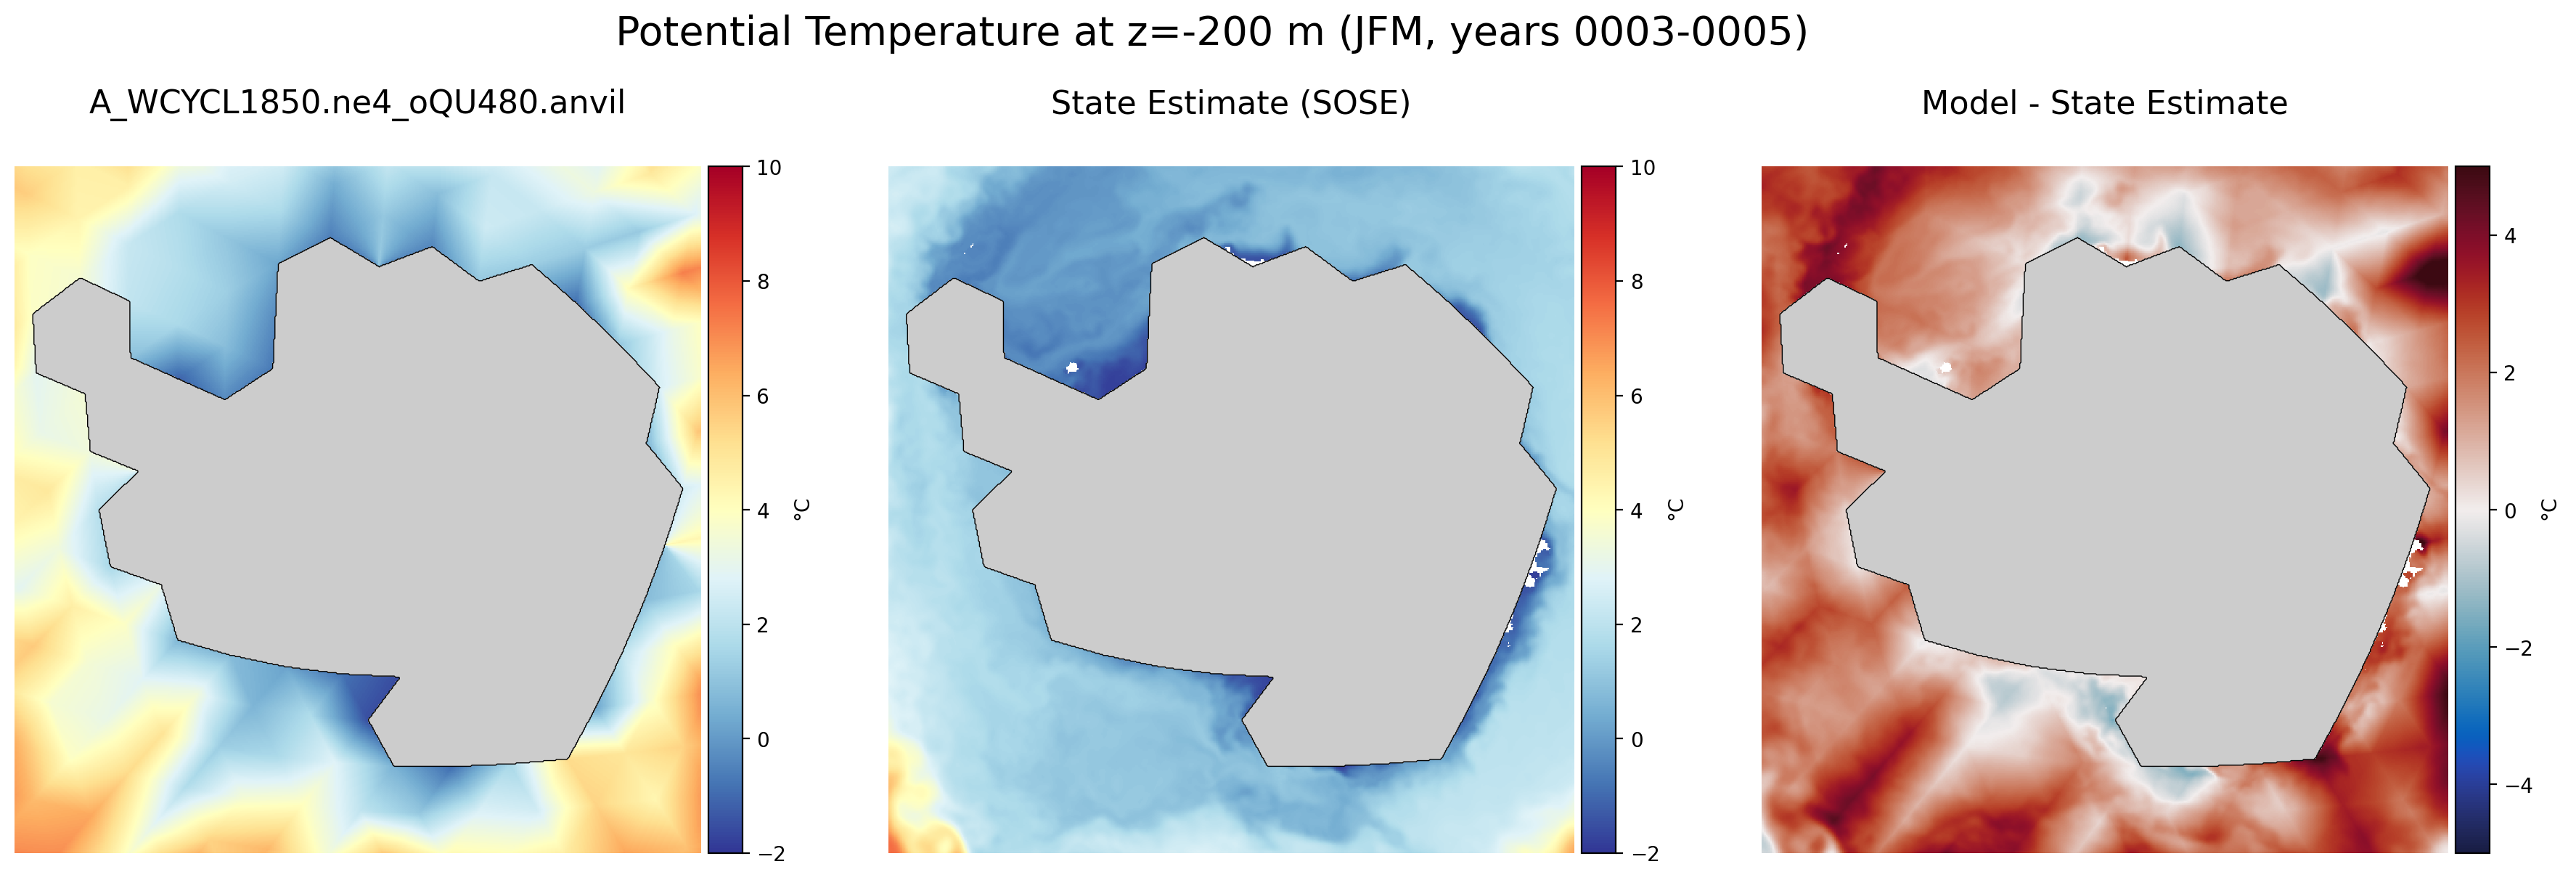 Potential Temperature at z=-200 m (JFM, years 0003-0005)
A_WCYCL1850.ne4_oQU480.anvil
State Estimate (SOSE)
Model - State Estimate
10
8
6
4
2
0
−2
°C
10
8
6
4
2
0
−2
°C
4
2
0
−2
−4
°C